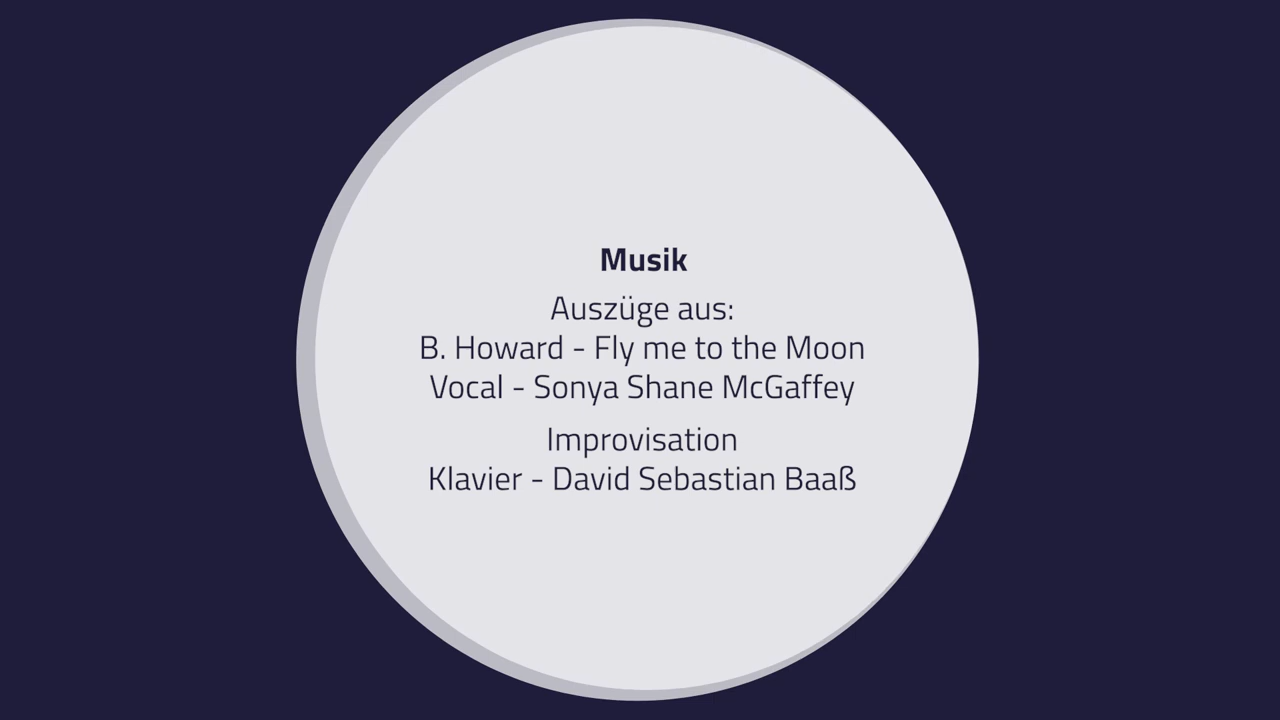 Musik
Auszüge aus:
B. Howard - Fly me to the Moon
Vocal - Sonya Shane McGaffey
Improvisation
Klavier - David Sebastian Baaß